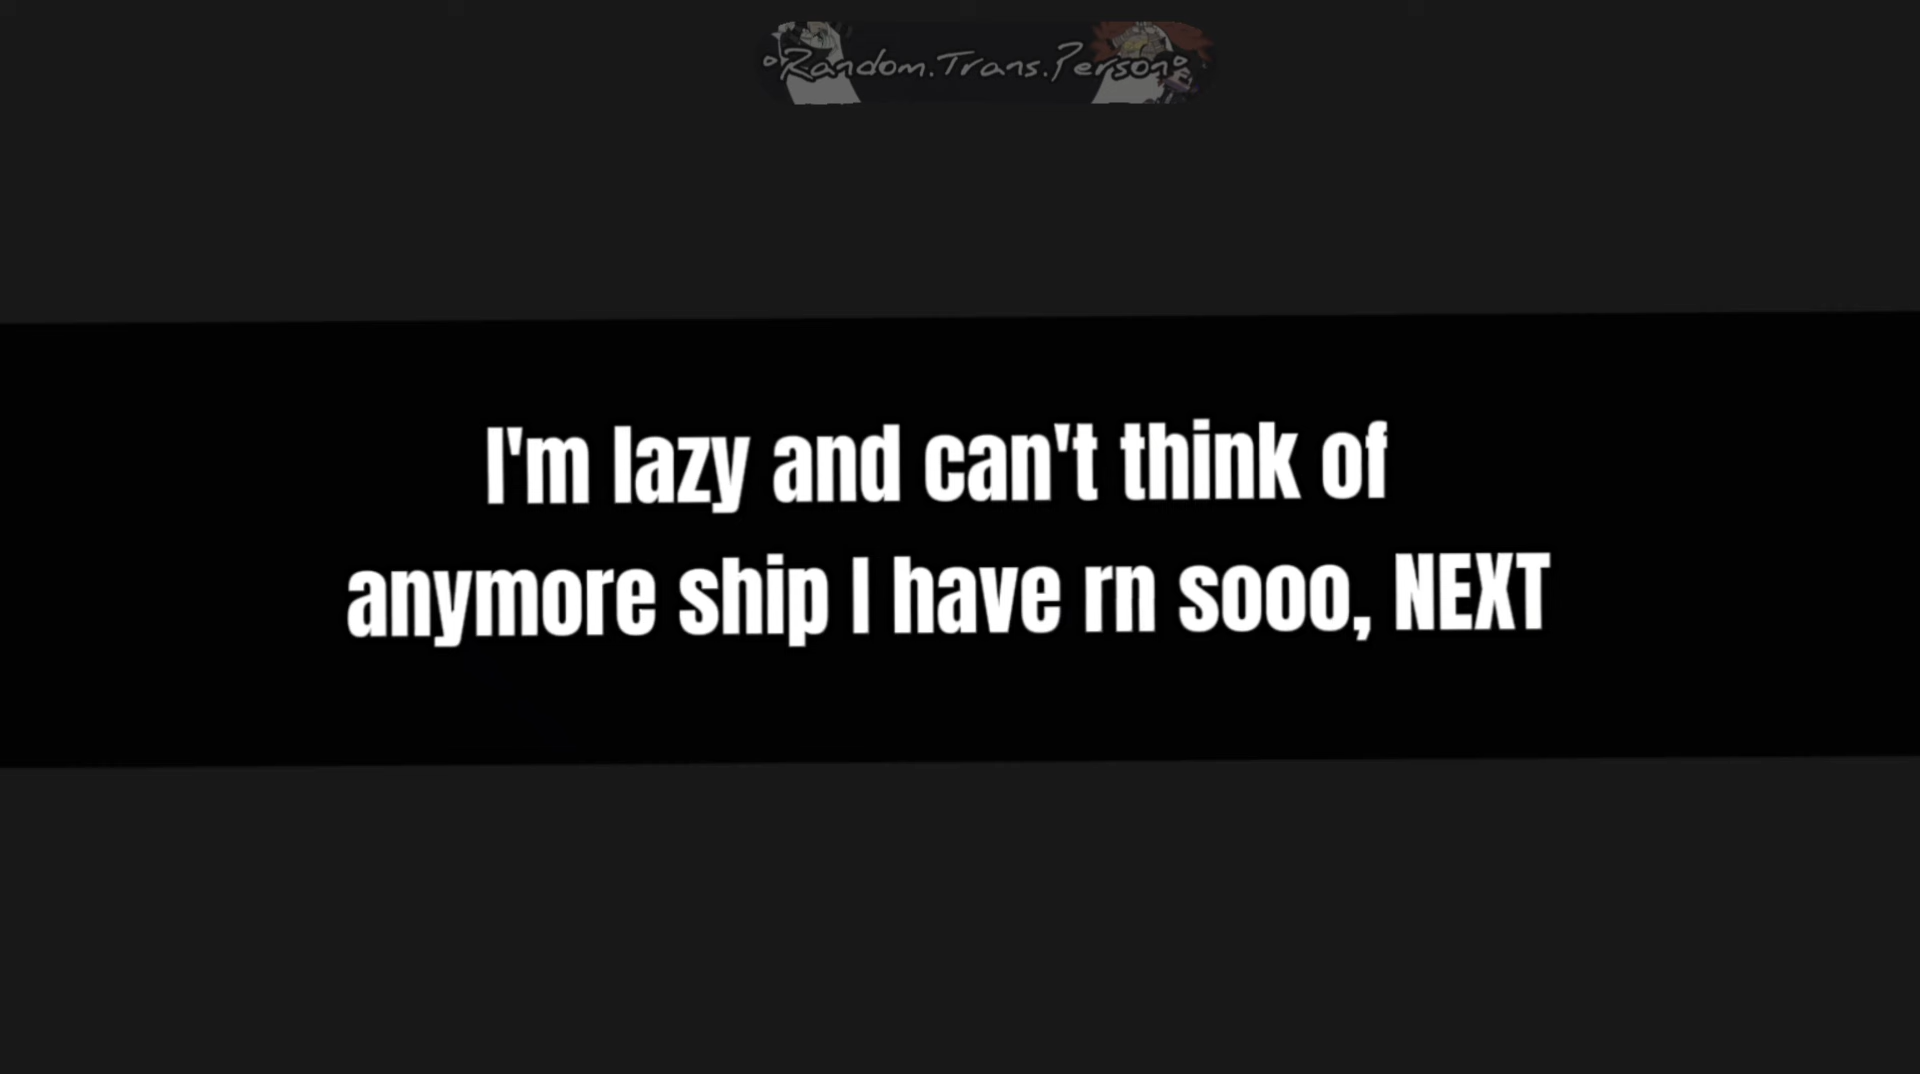 °Random.Trans.Person°
I'm lazy and can't think of
anymore ship I have rn sooo, NEXT